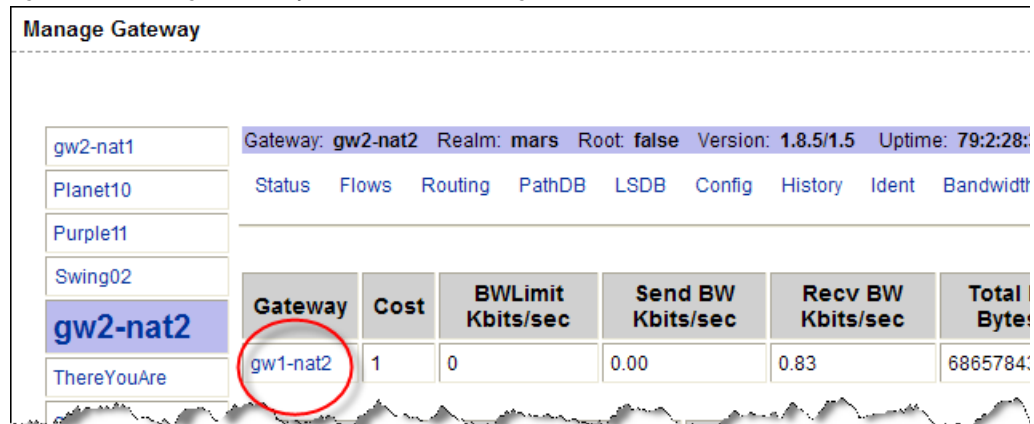 Manage Gateway
gw2-nat1
Planet10
Purple11
Swing02
gw2-nat2
ThereYouAre
Gateway: gw2-nat2 Realm: mars Root: false Version: 1.8.5/1.5 Uptime: 79:2:28:
Status Flows Routing PathDB LSDB Config History Ident Bandwidth
Gateway Cost BWLimit Kbits/sec Send BW Kbits/sec Recv BW Kbits/sec Total Bytes
gw1-nat2 1 0 0.00 0.83 68657843